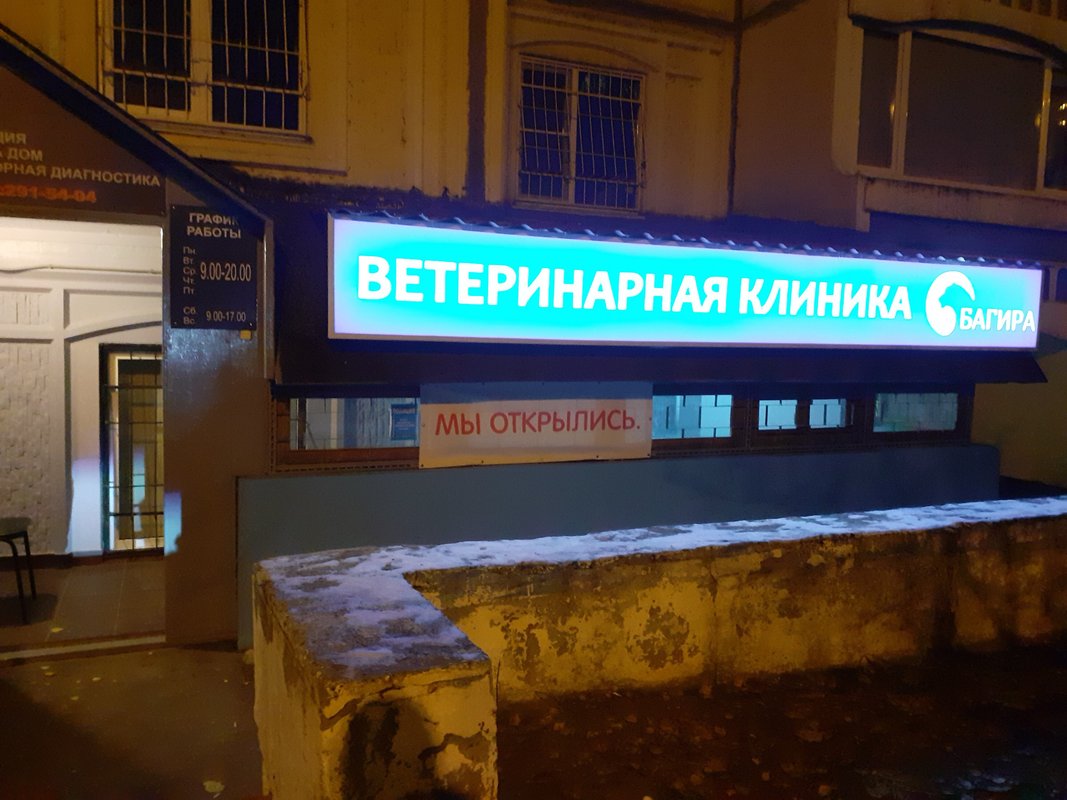 А ДОМ
ДИАГНОСТИКА
291-54-04
ГРАФИК
РАБОТЫ
Пн.
Вт.
Ср.
Чт.
Пт.
9.00-20.00
Сб.
Вс.
9.00-17.00
ВЕТЕРИНАРНАЯ КЛИНИКА
БАГИРА
МЫ ОТКРЫЛИСЬ.